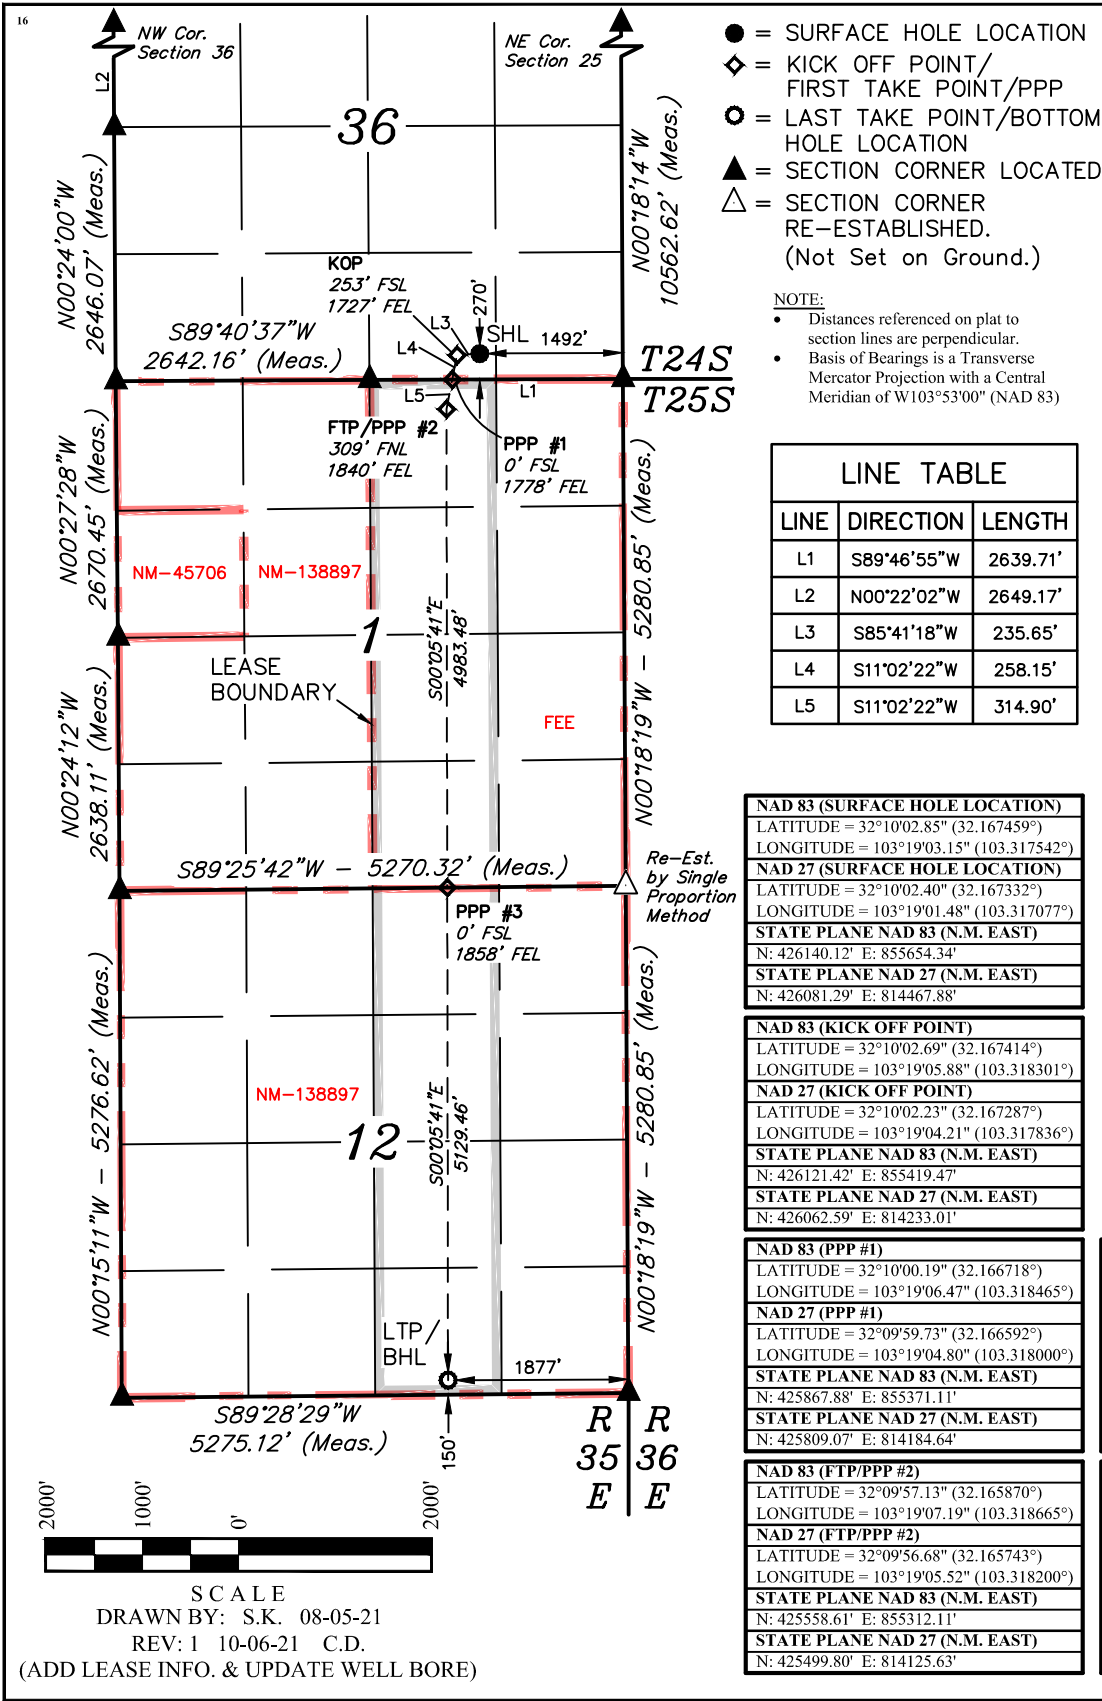 16
NW Cor.
Section 36
NE Cor.
Section 25
L2
36
N00°24'00"W
2646.07' (Meas.)
N00°18'14"W
10562.62' (Meas.)
KOP
253' FSL
1727' FEL
270'
L3
SHL
1492'
L4
S89°40'37"W
2642.16' (Meas.)
T24S
T25S
L5
L1
FTP/PPP #2
309' FNL
1840' FEL
PPP #1
0' FSL
1778' FEL
N00°27'28"W
2670.45' (Meas.)
NM-45706
NM-138897
1
S00°05'41"E
4983.48'
N00°18'19"W - 5280.85' (Meas.)
LEASE
BOUNDARY
FEE
N00°24'12"W
2638.11' (Meas.)
S89°25'42"W - 5270.32' (Meas.)
Re-Est.
by Single
Proportion
Method
PPP #3
0' FSL
1858' FEL
N00°15'11"W - 5276.62' (Meas.)
NM-138897
12
S00°05'41"E
5129.46'
N00°18'19"W - 5280.85' (Meas.)
LTP/
BHL
1877'
S89°28'29"W
5275.12' (Meas.)
150'
R R
35 36
E E
2000' 1000' 0' 2000'
SCALE
DRAWN BY: S.K. 08-05-21
REV: 1 10-06-21 C.D.
(ADD LEASE INFO. & UPDATE WELL BORE)
= SURFACE HOLE LOCATION
= KICK OFF POINT/
FIRST TAKE POINT/PPP
= LAST TAKE POINT/BOTTOM
HOLE LOCATION
= SECTION CORNER LOCATED
= SECTION CORNER
RE-ESTABLISHED.
(Not Set on Ground.)
NOTE:
• Distances referenced on plat to
section lines are perpendicular.
• Basis of Bearings is a Transverse
Mercator Projection with a Central
Meridian of W103°53'00" (NAD 83)
LINE TABLE
LINE DIRECTION LENGTH
L1 S89°46'55"W 2639.71'
L2 N00°22'02"W 2649.17'
L3 S85°41'18"W 235.65'
L4 S11°02'22"W 258.15'
L5 S11°02'22"W 314.90'
NAD 83 (SURFACE HOLE LOCATION)
LATITUDE = 32°10'02.85" (32.167459°)
LONGITUDE = 103°19'03.15" (103.317542°)
NAD 27 (SURFACE HOLE LOCATION)
LATITUDE = 32°10'02.40" (32.167332°)
LONGITUDE = 103°19'01.48" (103.317077°)
STATE PLANE NAD 83 (N.M. EAST)
N: 426140.12' E: 855654.34'
STATE PLANE NAD 27 (N.M. EAST)
N: 426081.29' E: 814467.88'
NAD 83 (KICK OFF POINT)
LATITUDE = 32°10'02.69" (32.167414°)
LONGITUDE = 103°19'05.88" (103.318301°)
NAD 27 (KICK OFF POINT)
LATITUDE = 32°10'02.23" (32.167287°)
LONGITUDE = 103°19'04.21" (103.317836°)
STATE PLANE NAD 83 (N.M. EAST)
N: 426121.42' E: 855419.47'
STATE PLANE NAD 27 (N.M. EAST)
N: 426062.59' E: 814233.01'
NAD 83 (PPP #1)
LATITUDE = 32°10'00.19" (32.166718°)
LONGITUDE = 103°19'06.47" (103.318465°)
NAD 27 (PPP #1)
LATITUDE = 32°09'59.73" (32.166592°)
LONGITUDE = 103°19'04.80" (103.318000°)
STATE PLANE NAD 83 (N.M. EAST)
N: 425867.88' E: 855371.11'
STATE PLANE NAD 27 (N.M. EAST)
N: 425809.07' E: 814184.64'
NAD 83 (FTP/PPP #2)
LATITUDE = 32°09'57.13" (32.165870°)
LONGITUDE = 103°19'07.19" (103.318665°)
NAD 27 (FTP/PPP #2)
LATITUDE = 32°09'56.68" (32.165743°)
LONGITUDE = 103°19'05.52" (103.318200°)
STATE PLANE NAD 83 (N.M. EAST)
N: 425558.61' E: 855312.11'
STATE PLANE NAD 27 (N.M. EAST)
N: 425499.80' E: 814125.63'